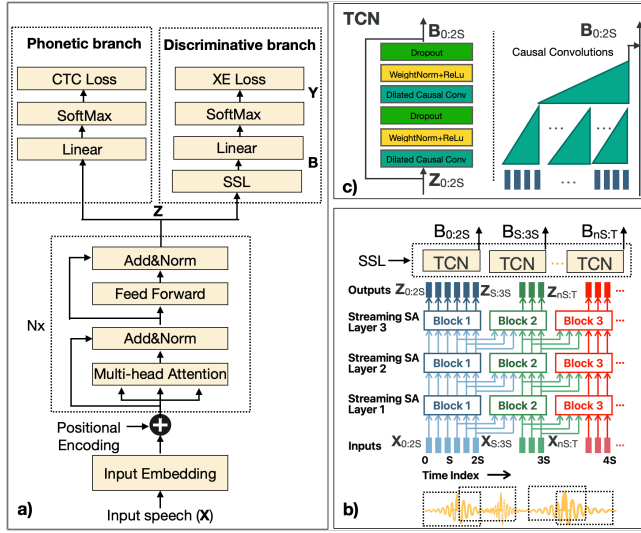 Phonetic branch
Discriminative branch
CTC Loss
XE Loss
Y
SoftMax
SoftMax
Linear
Linear
B
SSL
Z
Add&Norm
Feed Forward
Nx
Add&Norm
Multi-head Attention
Positional
Encoding
+
Input Embedding
a)
Input speech (X)
TCN
B0:2S
Dropout
WeightNorm+ReLu
Dilated Causal Conv
Dropout
WeightNorm+ReLu
Dilated Causal Conv
Z0:2S
c)
B0:2S
Causal Convolutions
...
... ...
B0:2S BS:3S BnS:T
SSL
TCN TCN ... TCN
Outputs Z0:2S ZS:3S ZnS:T ...
Streaming SA
Layer 3
Block 1 Block 2 Block 3 ...
Streaming SA
Layer 2
Block 1 Block 2 Block 3 ...
Streaming SA
Layer 1
Block 1 Block 2 Block 3 ...
Inputs X0:2S XS:3S XnS:T ...
0 S 2S 3S 4S
Time Index
b)